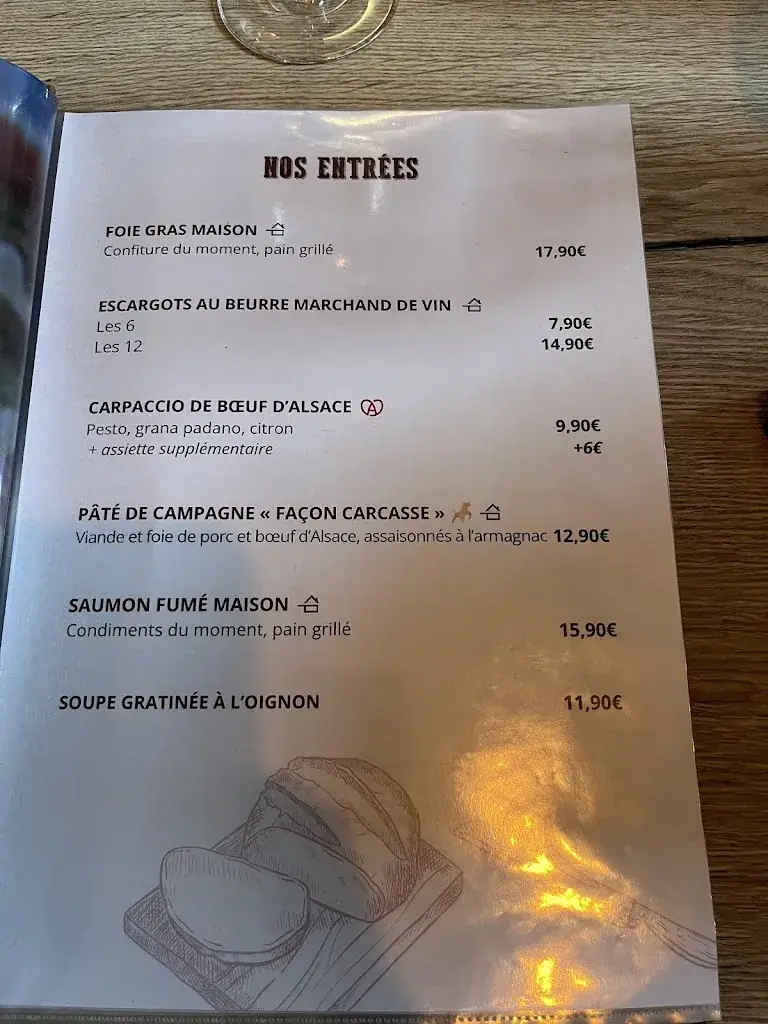 NOS ENTRÉES
FOIE GRAS MAISON
Confiture du moment, pain grillé 17,90€
ESCARGOTS AU BEURRE MARCHAND DE VIN
Les 6 7,90€
Les 12 14,90€
CARPACCIO DE BŒUF D'ALSACE
Pesto, grana padano, citron 9,90€
+ assiette supplémentaire +6€
PÂTÉ DE CAMPAGNE « FAÇON CARCASSE »
Viande et foie de porc et bœuf d'Alsace, assaisonnés à l'armagnac 12,90€
SAUMON FUMÉ MAISON
Condiments du moment, pain grillé 15,90€
SOUPE GRATINÉE À L'OIGNON 11,90€